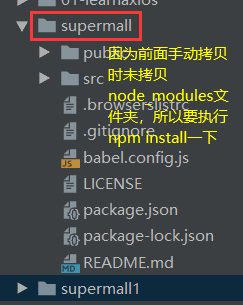 01-learnaxios
supermall
因为前面手动拷贝
时未拷贝
node_modules文
件夹，所以要执行
npm install一下
src
.browserslistrc
.gitignore
babel.config.js
JS
LICENSE
package.json
package-lock.json
README.md
MD
supermall1